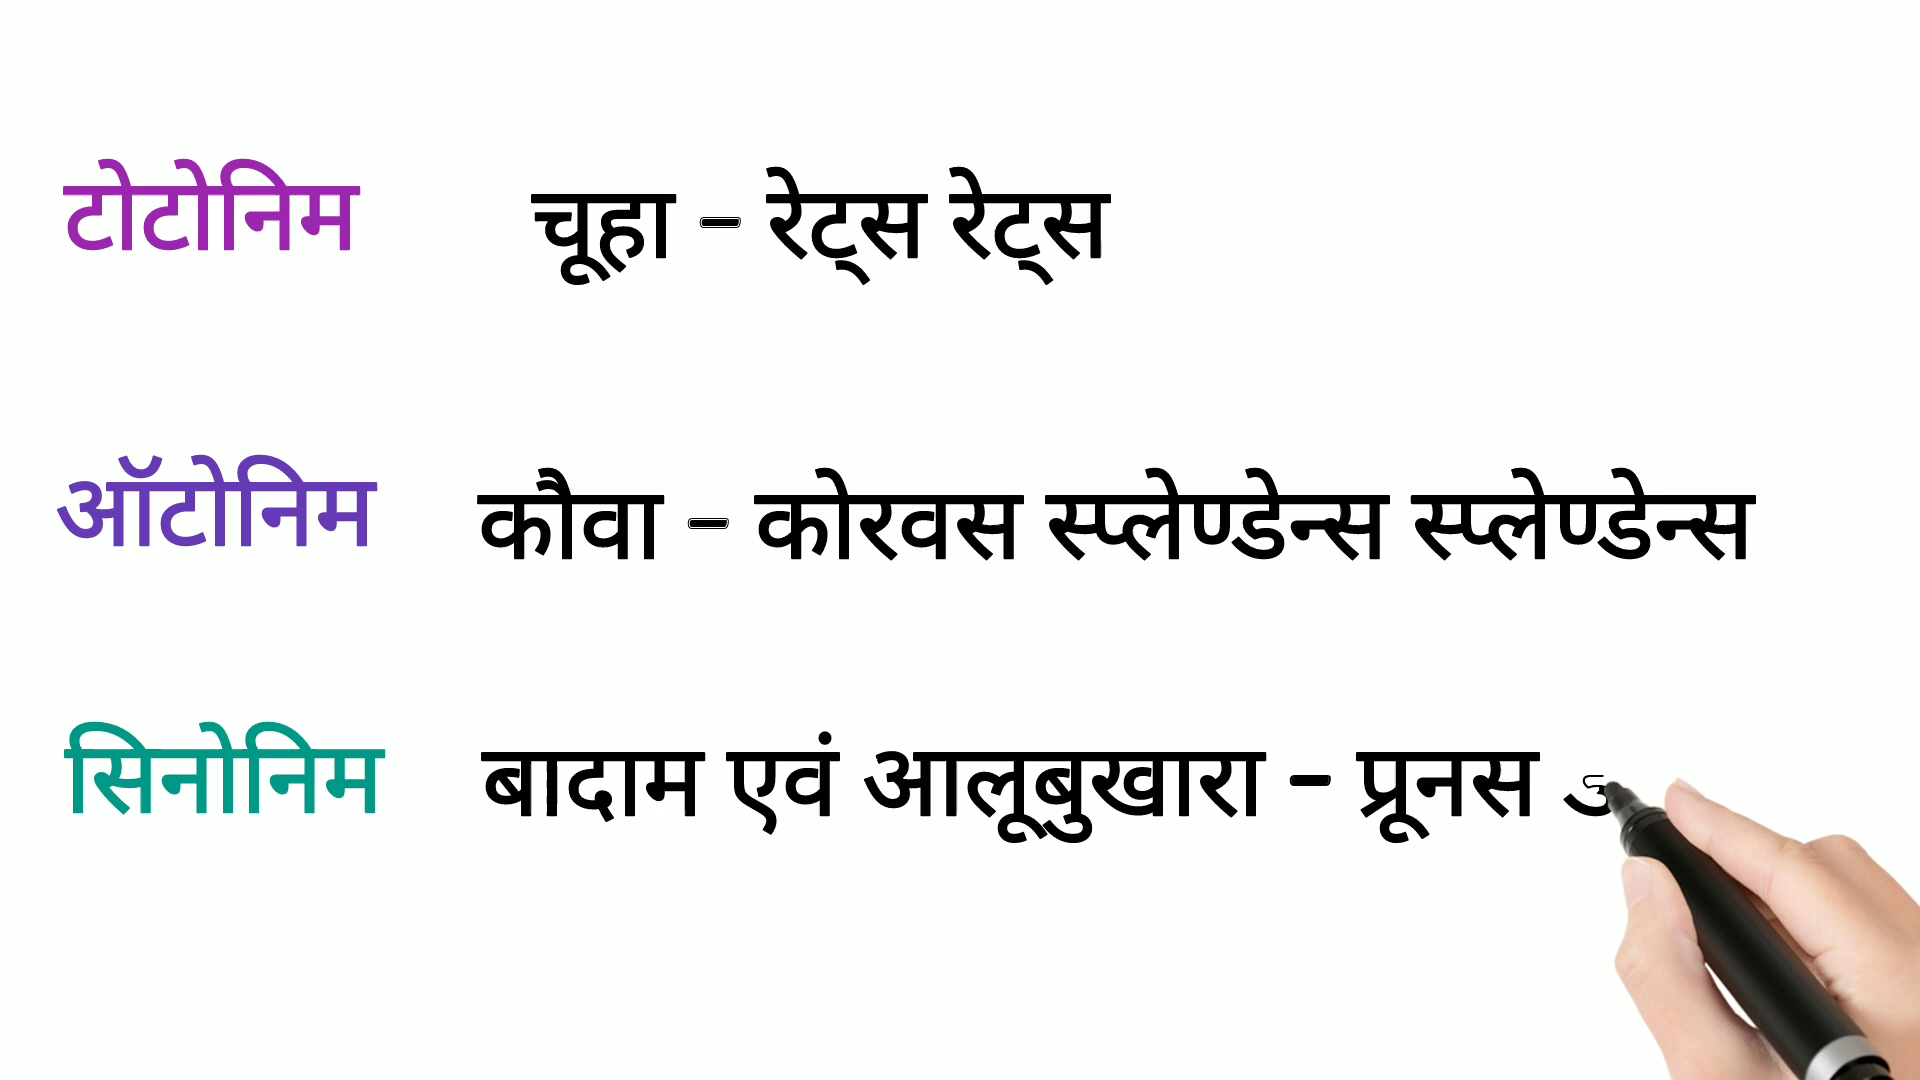 टोटोनिम चूहा - रेट्स रेट्स
ऑटोनिम कौवा - कोरवस स्प्लेण्डेन्स स्प्लेण्डेन्स
सिनोनिम बादाम एवं आलूबुखारा - प्रूनस